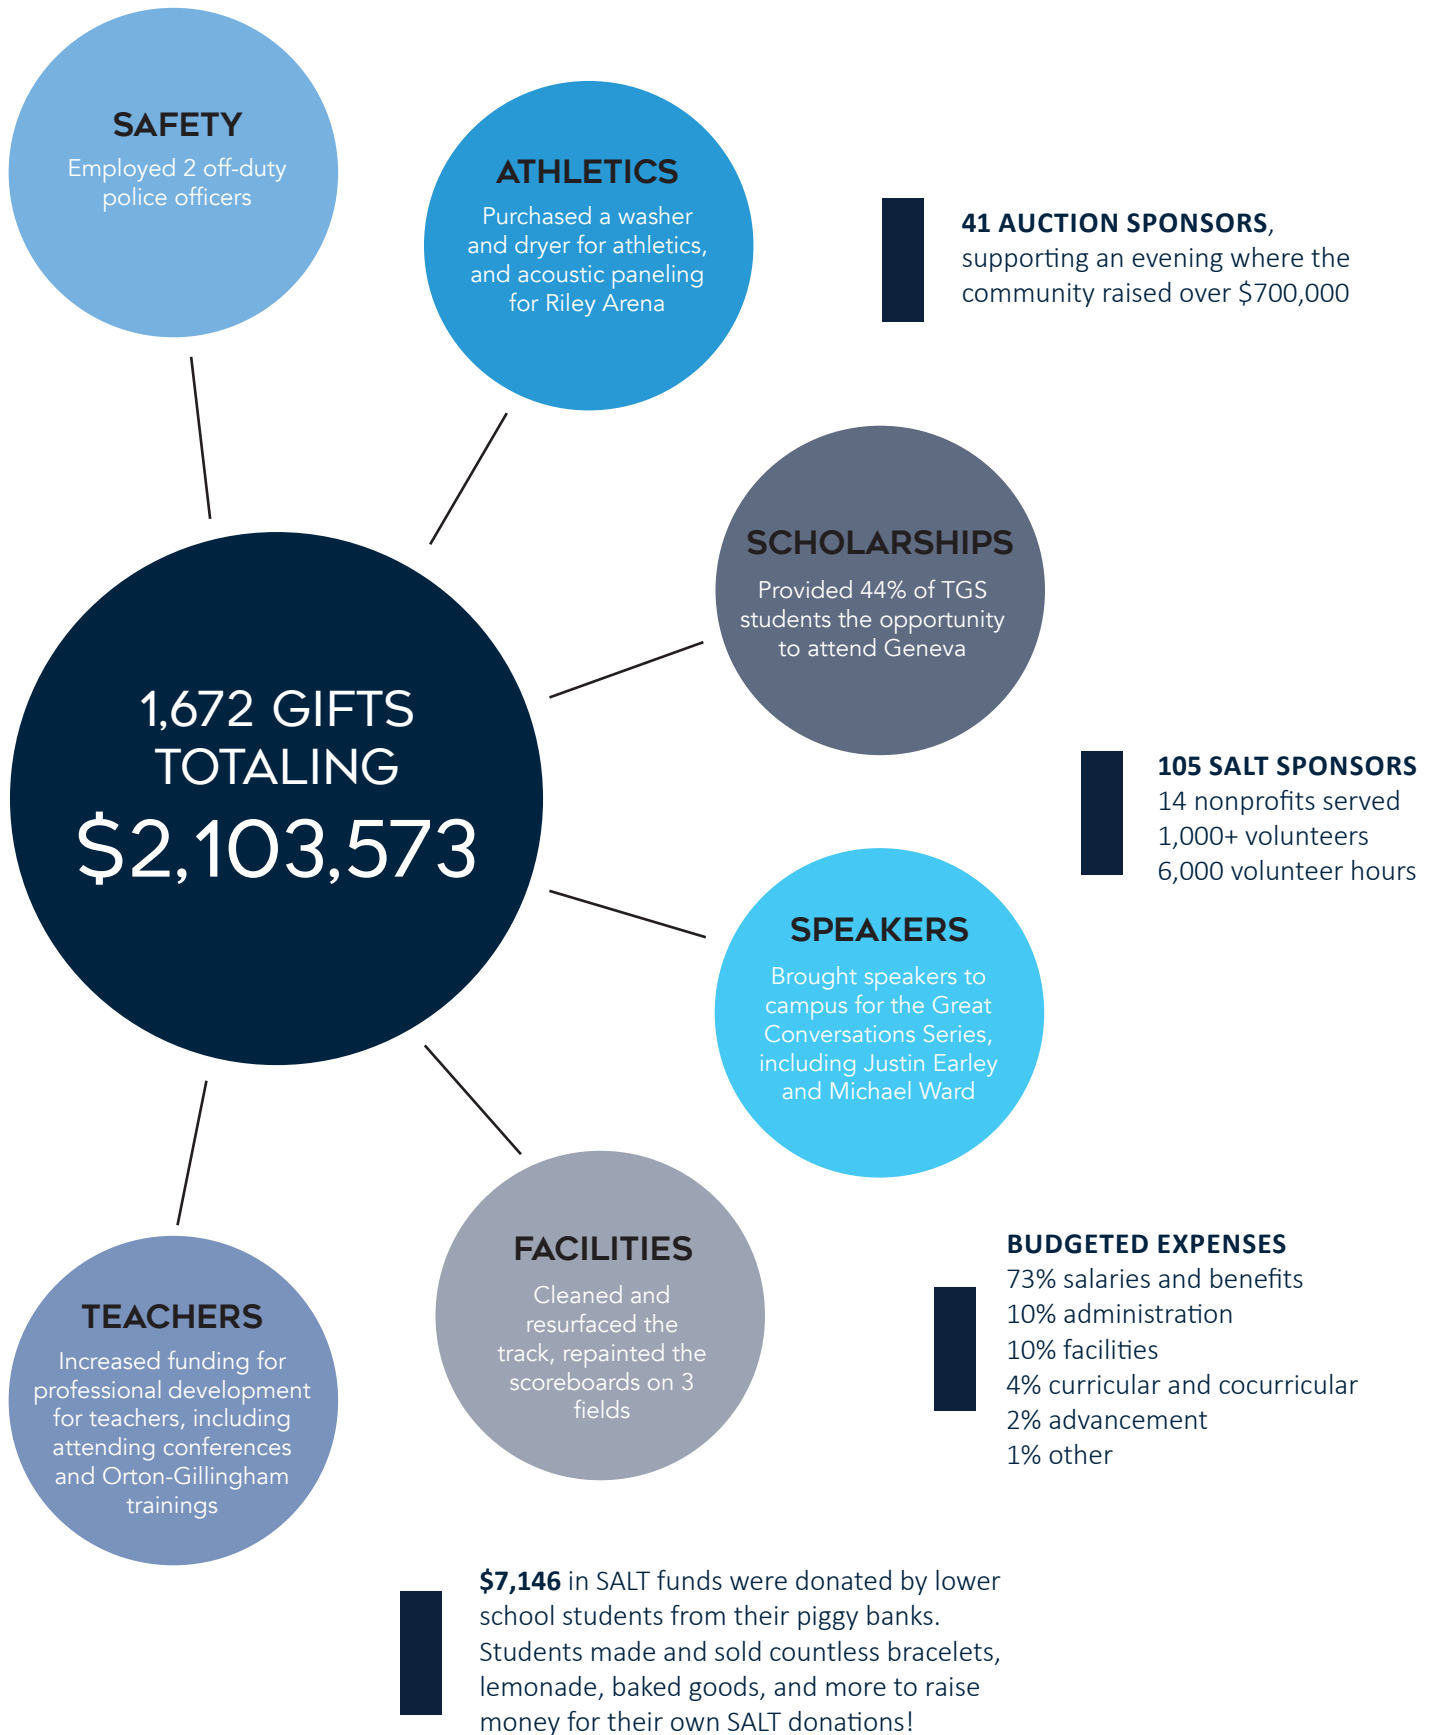 SAFETY
Employed 2 off-duty
police officers
ATHLETICS
Purchased a washer
and dryer for athletics,
and acoustic paneling
for Riley Arena
41 AUCTION SPONSORS,
supporting an evening where the
community raised over $700,000
SCHOLARSHIPS
Provided 44% of TGS
students the opportunity
to attend Geneva
1,672 GIFTS
TOTALING
$2,103,573
105 SALT SPONSORS
14 nonprofits served
1,000+ volunteers
6,000 volunteer hours
SPEAKERS
Brought speakers to
campus for the Great
Conversations Series,
including Justin Earley
and Michael Ward
FACILITIES
Cleaned and
resurfaced the
track, repainted the
scoreboards on 3
fields
BUDGETED EXPENSES
73% salaries and benefits
10% administration
10% facilities
4% curricular and cocurricular
2% advancement
1% other
TEACHERS
Increased funding for
professional development
for teachers, including
attending conferences
and Orton-Gillingham
trainings
$7,146 in SALT funds were donated by lower
school students from their piggy banks.
Students made and sold countless bracelets,
lemonade, baked goods, and more to raise
money for their own SALT donations!